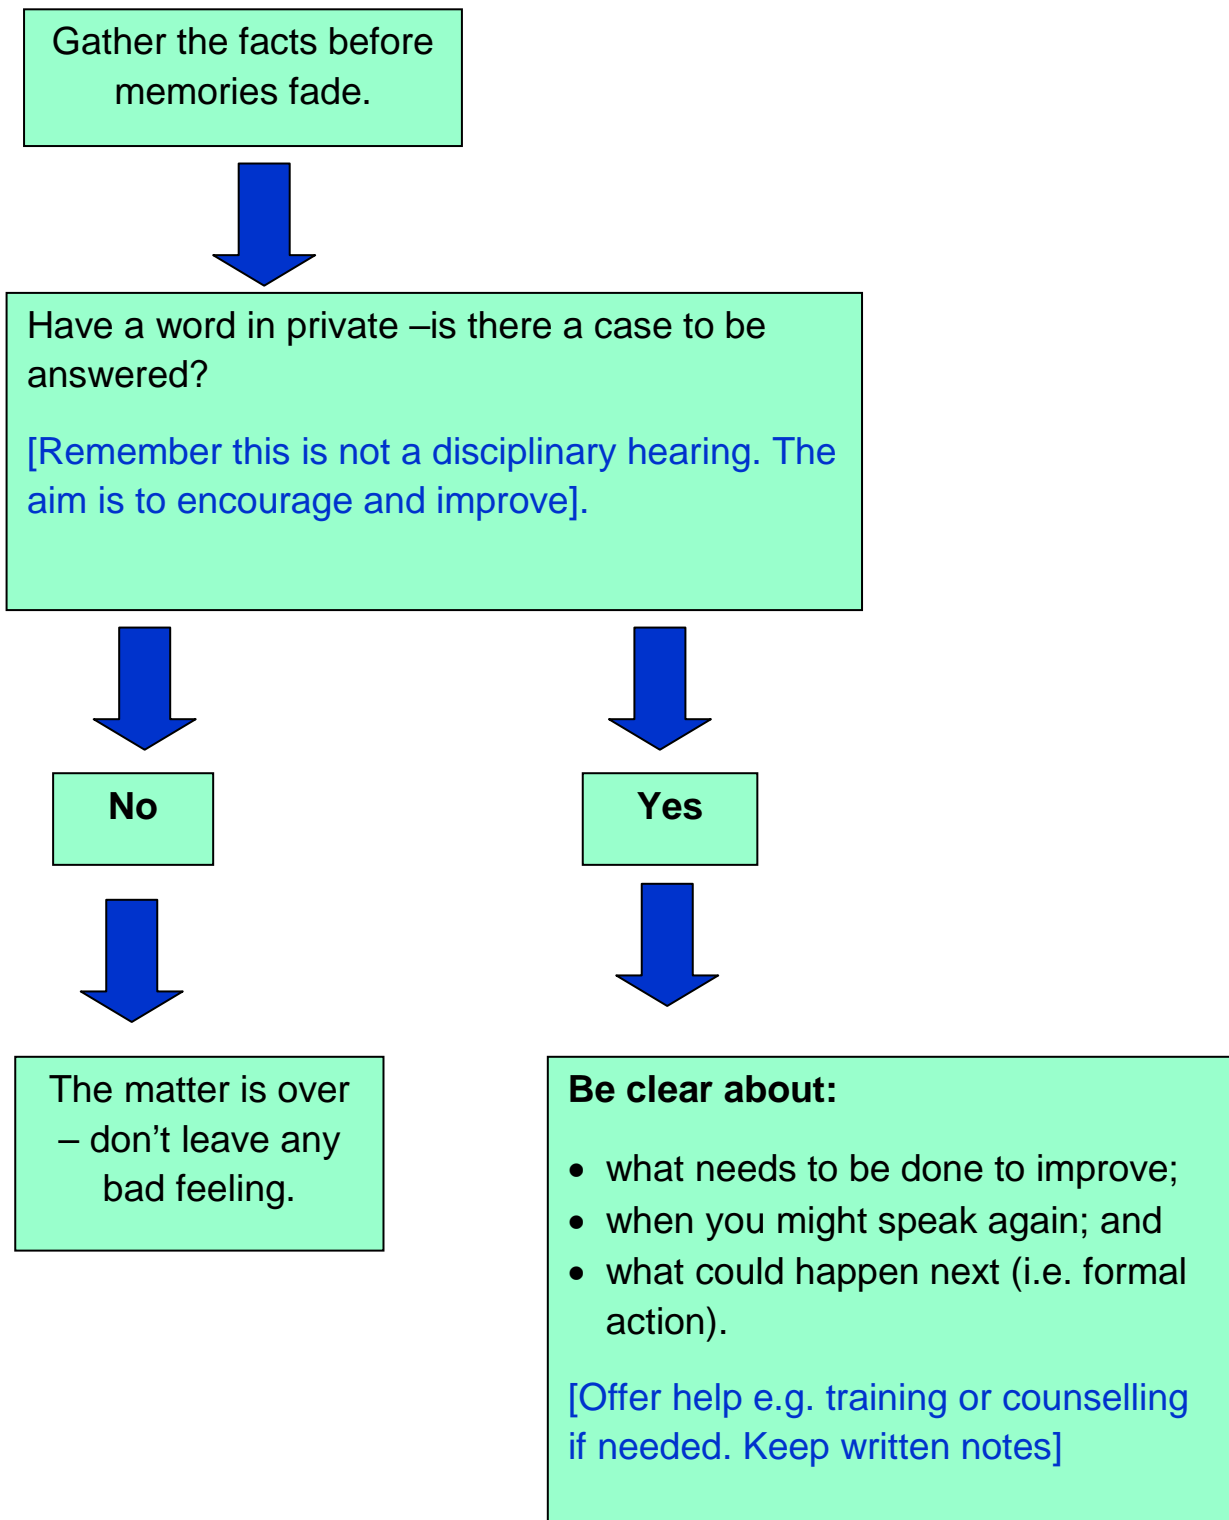 Gather the facts before
memories fade.
Have a word in private –is there a case to be
answered?
[Remember this is not a disciplinary hearing. The
aim is to encourage and improve].
No
Yes
The matter is over
– don’t leave any
bad feeling.
Be clear about:
• what needs to be done to improve;
• when you might speak again; and
• what could happen next (i.e. formal
action).
[Offer help e.g. training or counselling
if needed. Keep written notes]